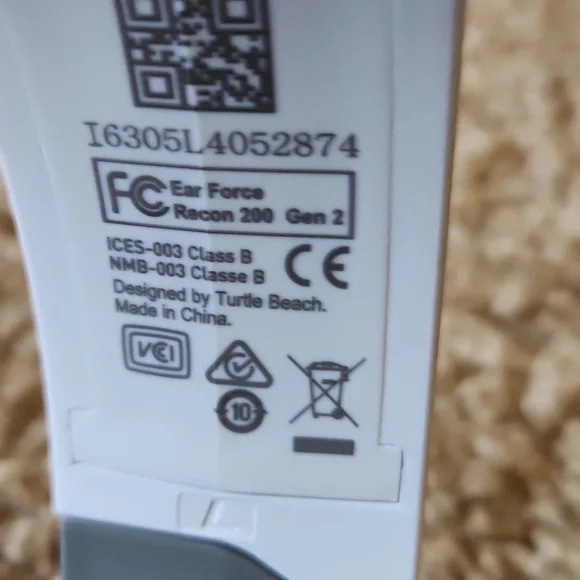 I6305L4052874
FC Ear Force
Recon 200 Gen 2
ICES-003 Class B
NMB-003 Classe B
CE
Designed by Turtle Beach.
Made in China.
VCCI
10